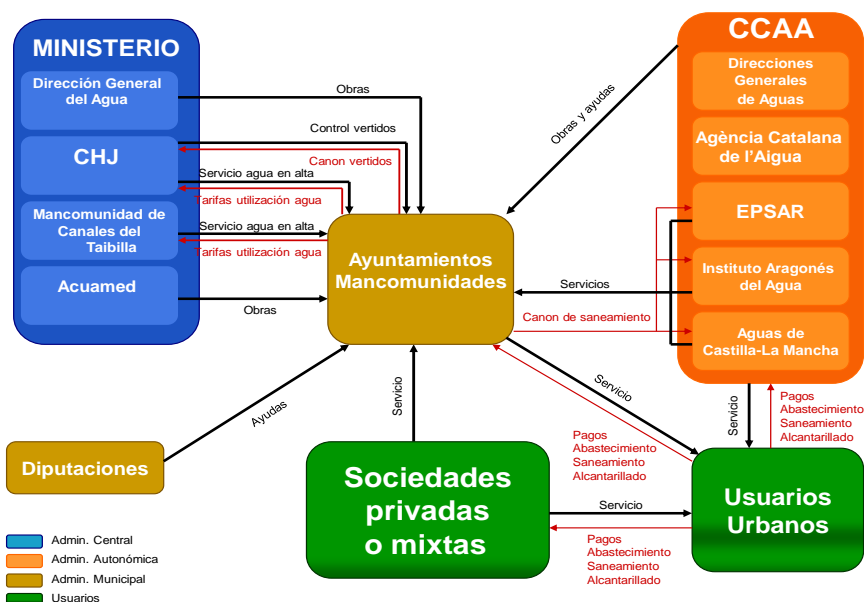 MINISTERIO
Dirección General
del Agua
CHJ
Mancomunidad de
Canales del
Taibilla
Acuamed
Obras
Control vertidos
Canon vertidos
Servicio agua en alta
Tarifas utilización agua
Servicio agua en alta
Tarifas utilización agua
Obras
Ayuntamientos
Mancomunidades
CCAA
Direcciones
Generales
de Aguas
Agència Catalana
de l'Aigua
EPSAR
Instituto Aragonés
del Agua
Aguas de
Castilla-La Mancha
Obras y ayudas
Servicios
Canon de saneamiento
Ayudas
Servicio
Servicio
Pagos
Abastecimiento
Saneamiento
Alcantarillado
Servicio
Pagos
Abastecimiento
Saneamiento
Alcantarillado
Diputaciones
Sociedades
privadas
o mixtas
Servicio
Pagos
Abastecimiento
Saneamiento
Alcantarillado
Usuarios
Urbanos
Admin. Central
Admin. Autonómica
Admin. Municipal
Usuarios